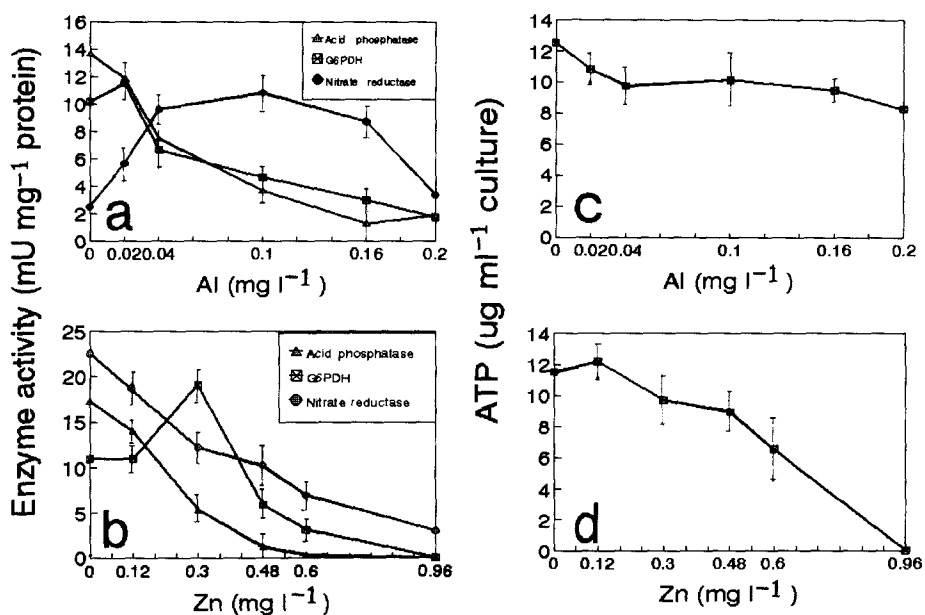 Enzyme activity (mU mg⁻¹ protein)
16
14
12
10
8
6
4
2
0
Acid phosphatase
G6PDH
Nitrate reductase
a
0 0.02 0.04 0.1 0.16 0.2
Al (mg l⁻¹)
25
20
15
10
5
0
Acid phosphatase
G6PDH
Nitrate reductase
b
0 0.12 0.3 0.48 0.6 0.96
Zn (mg l⁻¹)
ATP (ug ml⁻¹ culture)
14
12
10
8
6
4
2
0
c
0 0.02 0.04 0.1 0.16 0.2
Al (mg l⁻¹)
14
12
10
8
6
4
2
0
d
0 0.12 0.3 0.48 0.6 0.96
Zn (mg l⁻¹)